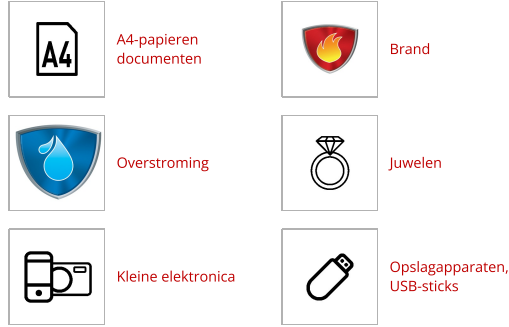 A4
A4-papieren
documenten
Brand
Overstroming
Juwelen
Kleine elektronica
Opslagapparaten,
USB-sticks